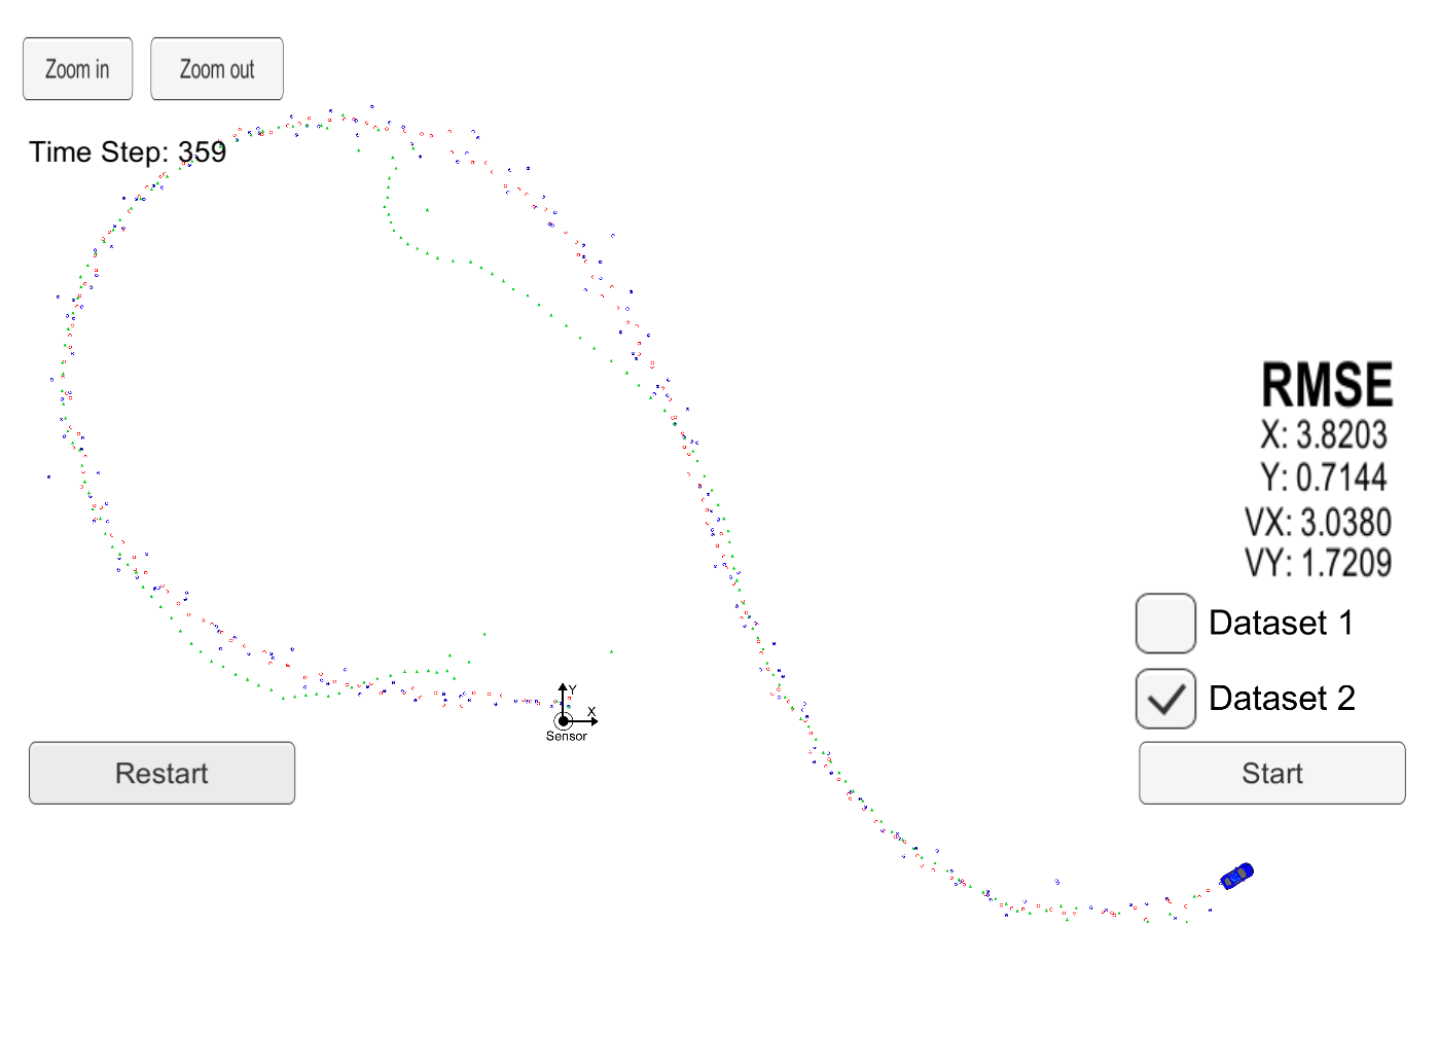 Zoom in
Zoom out
Time Step: 359
RMSE
X: 3.8203
Y: 0.7144
VX: 3.0380
VY: 1.7209
Dataset 1
Dataset 2
Y
X
Sensor
Restart
Start